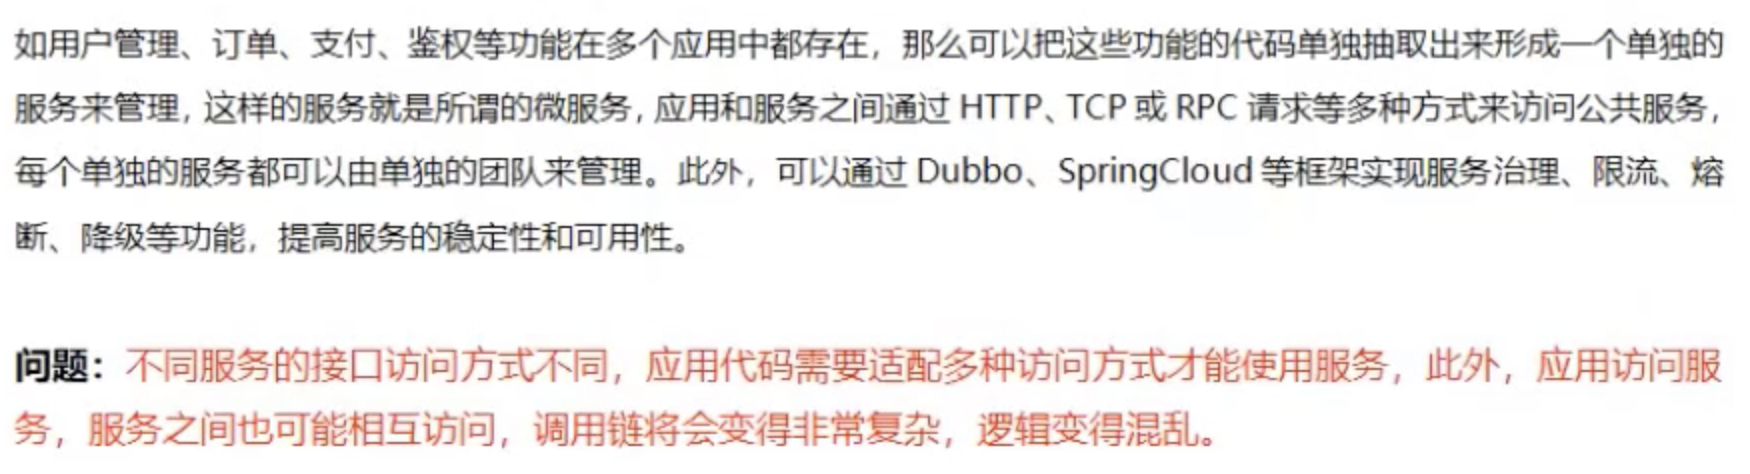 如用户管理、订单、支付、鉴权等功能在多个应用中都存在，那么可以把这些功能的代码单独抽取出来形成一个单独的
服务来管理，这样的服务就是所谓的微服务，应用和服务之间通过 HTTP、TCP 或 RPC 请求等多种方式来访问公共服务，
每个单独的服务都可以由单独的团队来管理。此外，可以通过 Dubbo、SpringCloud 等框架实现服务治理、限流、熔
断、降级等功能，提高服务的稳定性和可用性。
问题：不同服务的接口访问方式不同，应用代码需要适配多种访问方式才能使用服务，此外，应用访问服
务，服务之间也可能相互访问，调用链将会变得非常复杂，逻辑变得混乱。